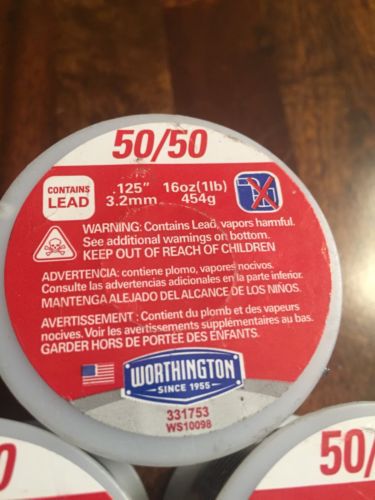 50/50
CONTAINS
LEAD
.125" 16oz(1lb)
3.2mm 454g
WARNING: Contains Lead, vapors harmful.
See additional warnings on bottom.
KEEP OUT OF REACH OF CHILDREN
ADVERTENCIA: contiene plomo, vapores nocivos.
Consulte las advertencias adicionales en la parte inferior.
MANTENGA ALEJADO DEL ALCANCE DE LOS NIÑOS.
AVERTISSEMENT : Contient du plomb et des vapeurs
nocives. Voir les avertissements supplémentaires au bas.
GARDER HORS DE PORTÉE DES ENFANTS.
WORTHINGTON
SINCE 1955
331753
WS10098
50
50/